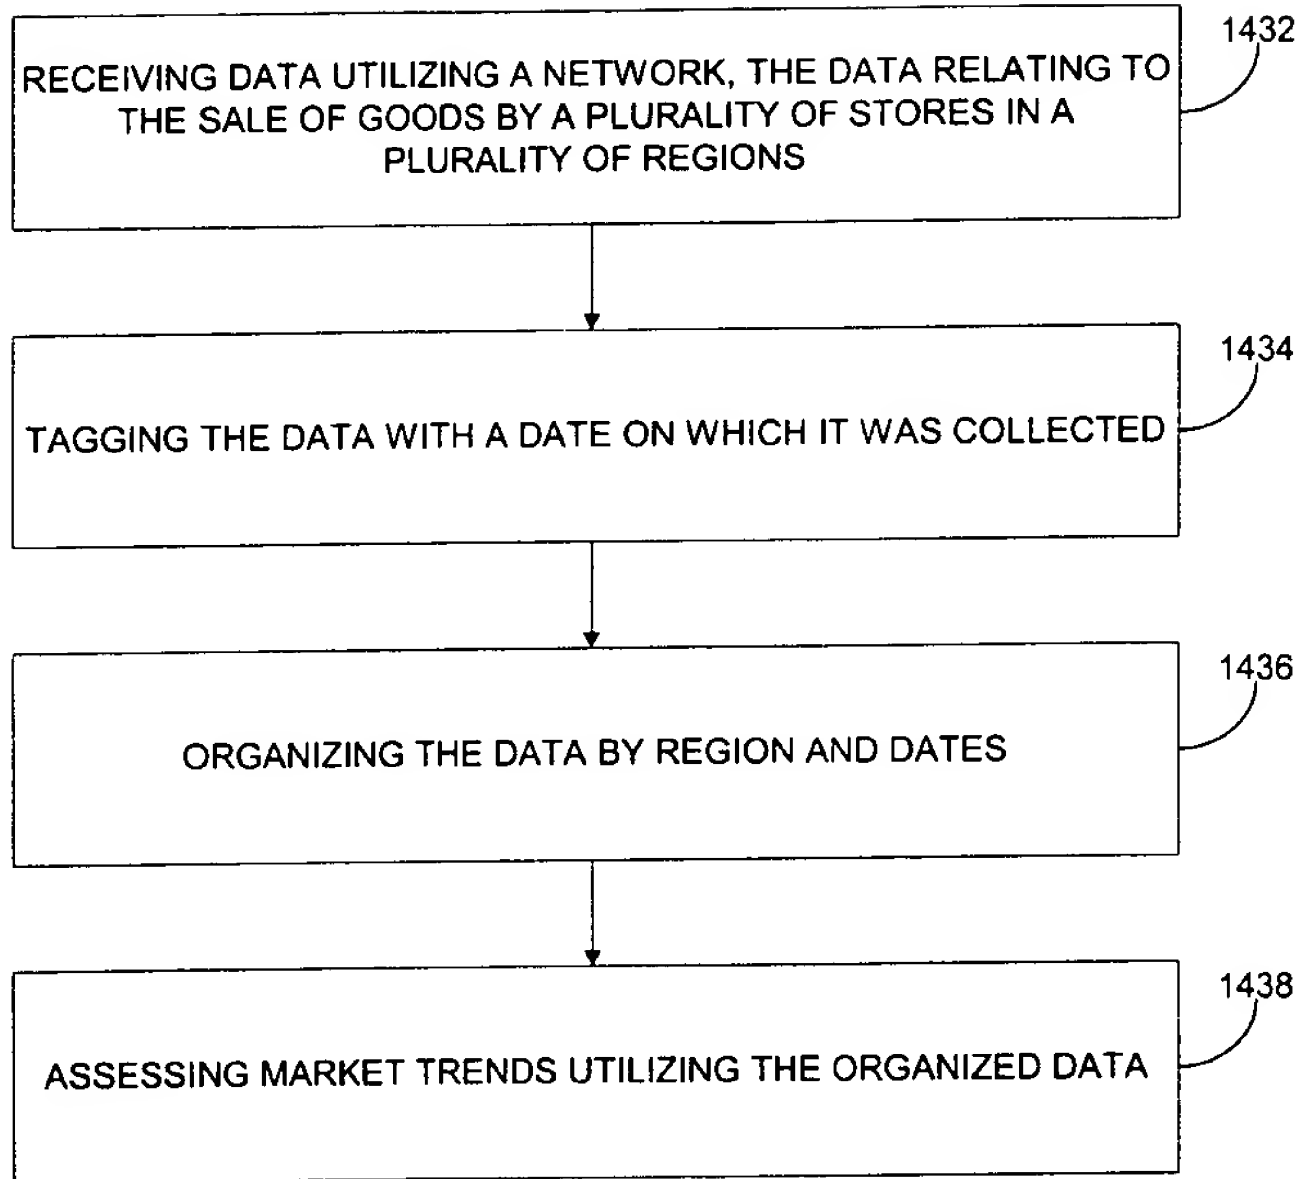 1432
RECEIVING DATA UTILIZING A NETWORK, THE DATA RELATING TO
THE SALE OF GOODS BY A PLURALITY OF STORES IN A
PLURALITY OF REGIONS
1434
TAGGING THE DATA WITH A DATE ON WHICH IT WAS COLLECTED
1436
ORGANIZING THE DATA BY REGION AND DATES
1438
ASSESSING MARKET TRENDS UTILIZING THE ORGANIZED DATA